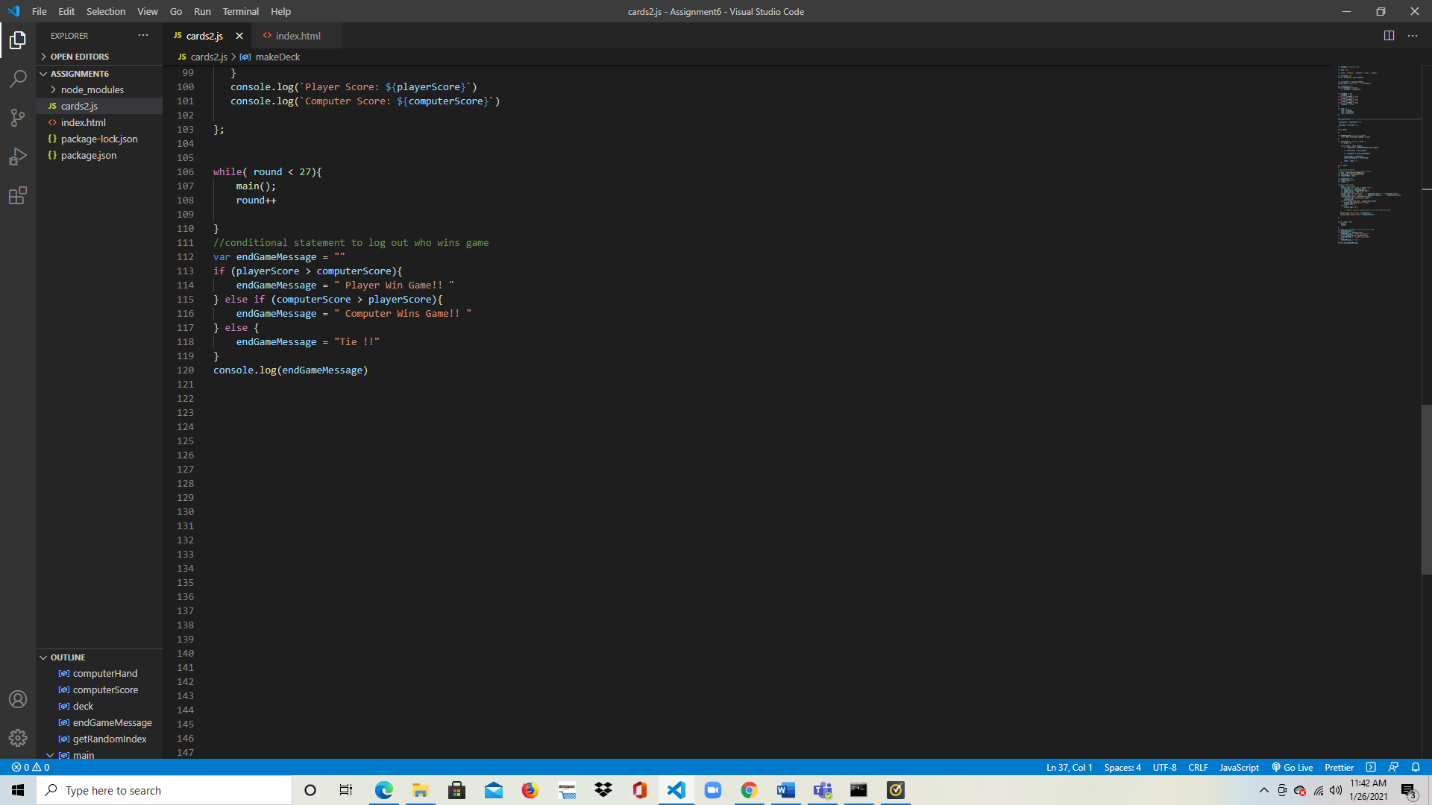 File Edit Selection View Go Run Terminal Help
cards2.js - Assignment6 - Visual Studio Code
EXPLORER ...
OPEN EDITORS
ASSIGNMENT6
node_modules
JS cards2.js
<> index.html
{} package-lock.json
{} package.json
OUTLINE
computerHand
computerScore
deck
endGameMessage
getRandomIndex
main
JS cards2.js <> index.html
JS cards2.js > makeDeck
99 }
100 console.log(`Player Score: ${playerScore}`)
101 console.log(`Computer Score: ${computerScore}`)
102
103 };
104
105
106 while( round < 27){
107 main();
108 round++
109
110 }
111 //conditional statement to log out who wins game
112 var endGameMessage = ""
113 if (playerScore > computerScore){
114 endGameMessage = " Player Win Game!! "
115 } else if (computerScore > playerScore){
116 endGameMessage = " Computer Wins Game!! "
117 } else {
118 endGameMessage = "Tie !!"
119 }
120 console.log(endGameMessage)
121
122
123
124
125
126
127
128
129
130
131
132
133
134
135
136
137
138
139
140
141
142
143
144
145
146
147
0 0 Ln 37, Col 1 Spaces: 4 UTF-8 CRLF JavaScript Go Live Prettier
Type here to search
11:42 AM
1/26/2021
3